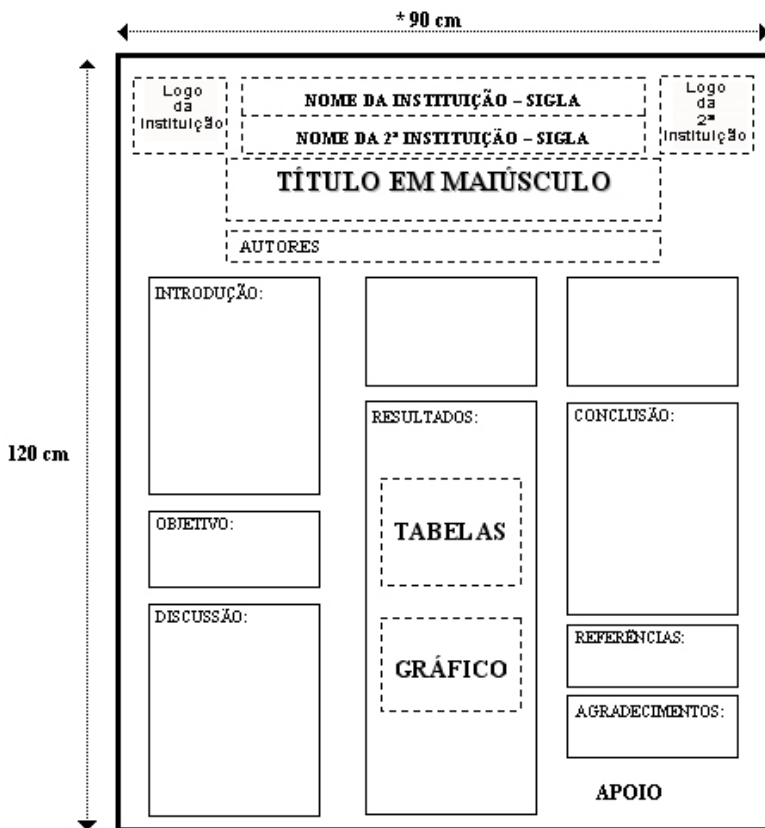 * 90 cm
Logo
da
Instituição
NOME DA INSTITUIÇÃO – SIGLA
NOME DA 2ª INSTITUIÇÃO – SIGLA
Logo
da
2ª
Instituição
TÍTULO EM MAIÚSCULO
AUTORES
120 cm
INTRODUÇÃO:
OBJETIVO:
DISCUSSÃO:
RESULTADOS:
TABELAS
GRÁFICO
CONCLUSÃO:
REFERÊNCIAS:
AGRADECIMENTOS:
APOIO